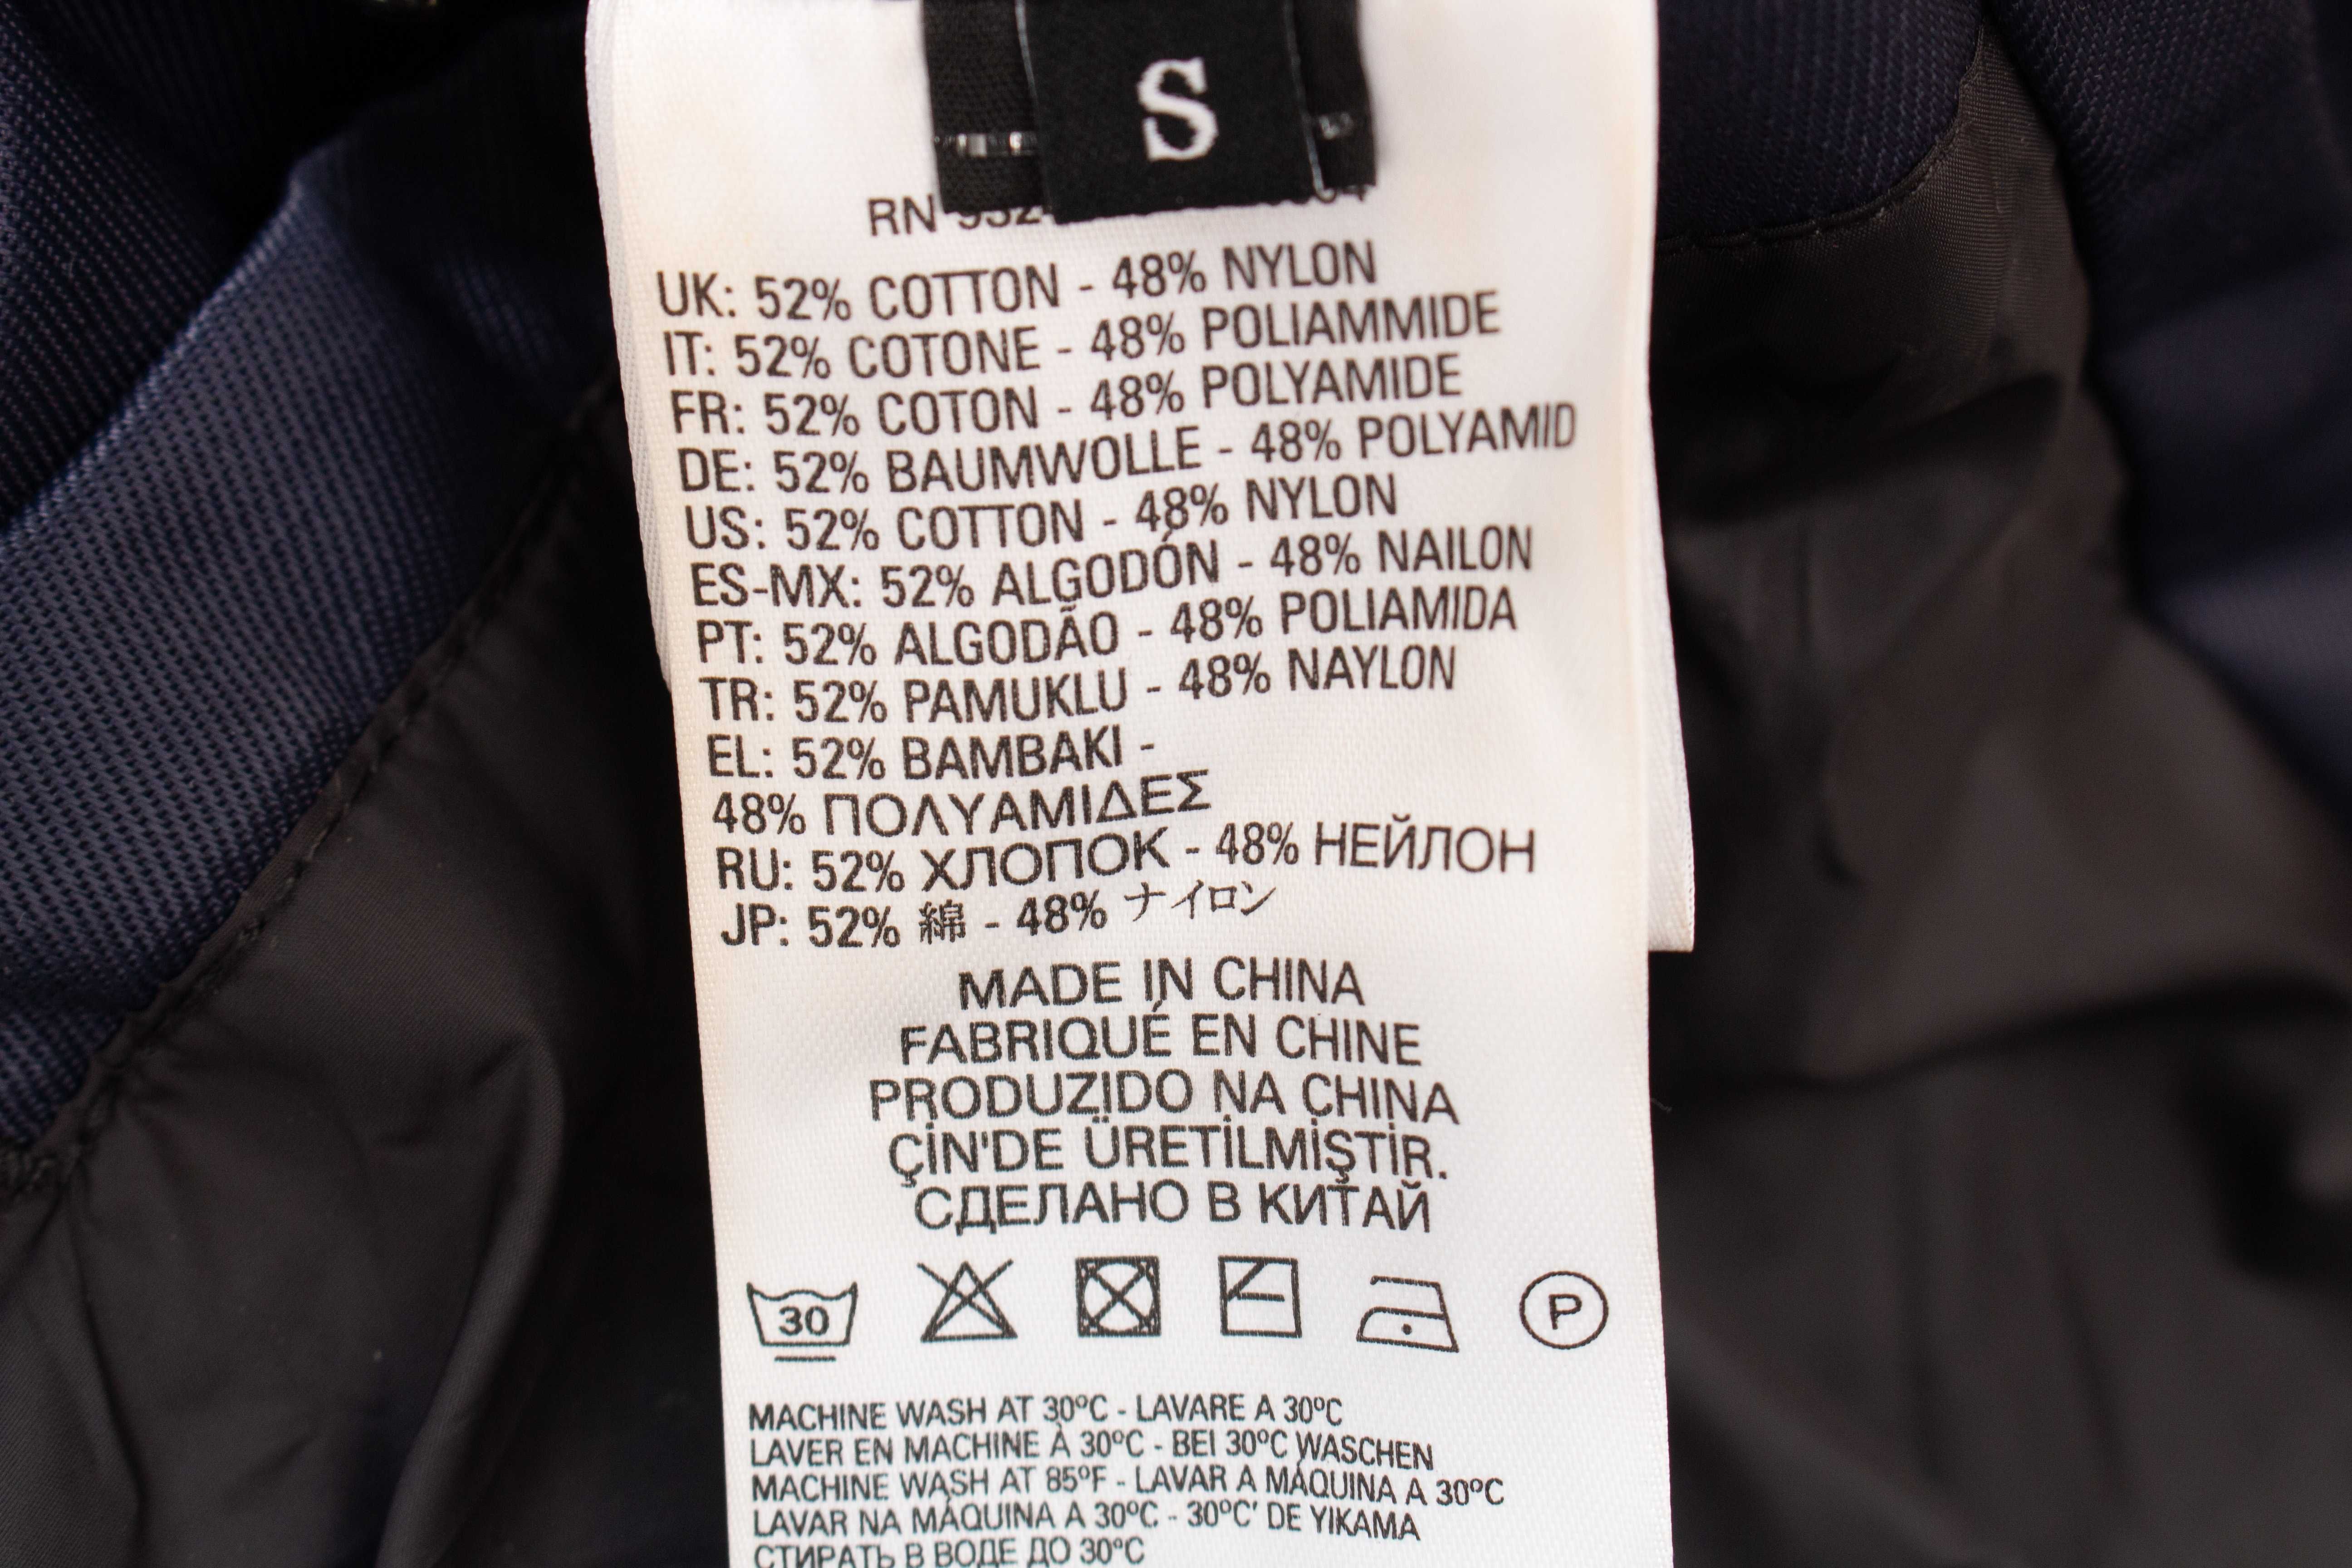 S
RN
UK: 52% COTTON - 48% NYLON
IT: 52% COTONE - 48% POLIAMMIDE
FR: 52% COTON - 48% POLYAMIDE
DE: 52% BAUMWOLLE - 48% POLYAMID
US: 52% COTTON - 48% NYLON
ES-MX: 52% ALGODÓN - 48% NAILON
PT: 52% ALGODÃO - 48% POLIAMIDA
TR: 52% PAMUKLU - 48% NAYLON
EL: 52% BAMBAKI -
48% ΠΟΛΥΑΜΙΔΕΣ
RU: 52% ХЛОПОК - 48% НЕЙЛОН
JP: 52% 綿 - 48% ナイロン
MADE IN CHINA
FABRIQUÉ EN CHINE
PRODUZIDO NA CHINA
ÇİN'DE ÜRETİLMİŞTİR.
СДЕЛАНО В КИТАЙ
30 P
MACHINE WASH AT 30°C - LAVARE A 30°C
LAVER EN MACHINE À 30°C - BEI 30°C WASCHEN
MACHINE WASH AT 85°F - LAVAR A MÁQUINA A 30°C
LAVAR NA MÁQUINA A 30°C - 30°C' DE YIKAMA
СТИРАТЬ В ВОДЕ ДО 30°C